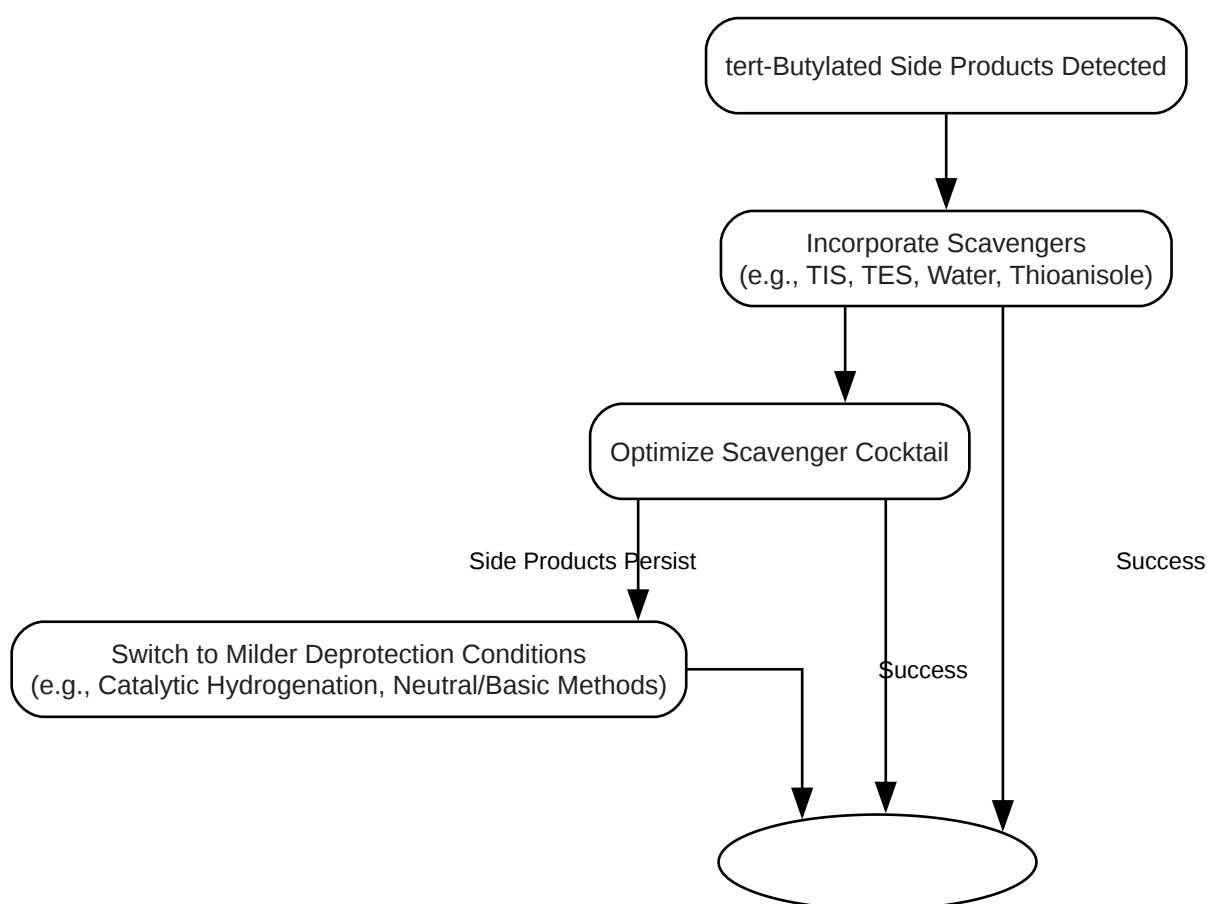 tert-Butylated Side Products Detected
Incorporate Scavengers
(e.g., TIS, TES, Water, Thioanisole)
Optimize Scavenger Cocktail
Side Products Persist
Success
Switch to Milder Deprotection Conditions
(e.g., Catalytic Hydrogenation, Neutral/Basic Methods)
Success